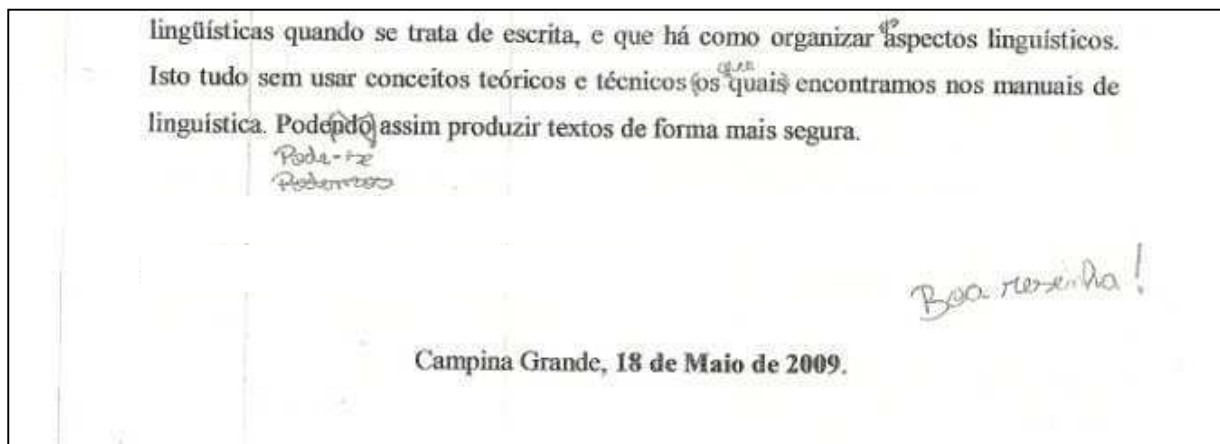 lingüísticas quando se trata de escrita, e que há como organizar aspectos linguísticos.
que
Isto tudo sem usar conceitos teóricos e técnicos (os quais) encontramos nos manuais de
linguística. Podendo assim produzir textos de forma mais segura.
Pode-se
Podemos
Boa resenha!
Campina Grande, 18 de Maio de 2009.